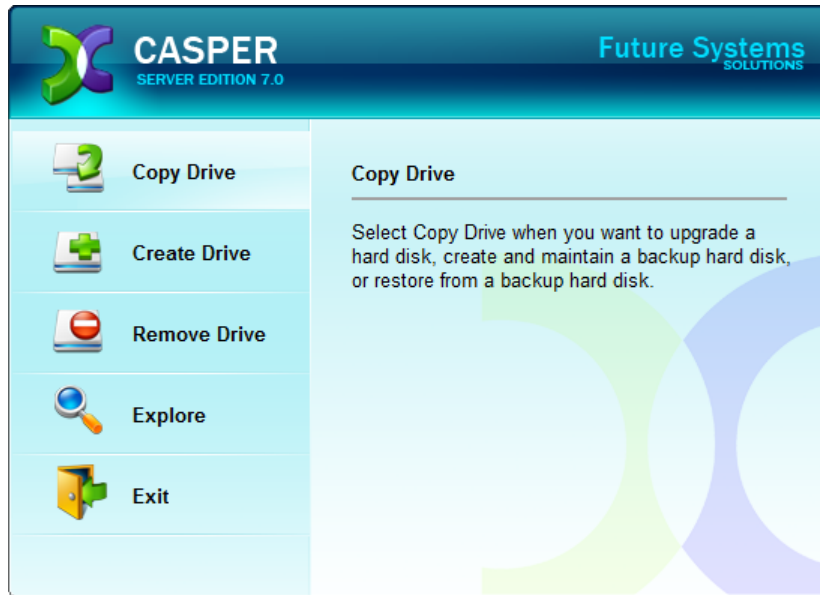 CASPER
SERVER EDITION 7.0
Future Systems
SOLUTIONS
Copy Drive
Create Drive
Remove Drive
Explore
Exit
Copy Drive
Select Copy Drive when you want to upgrade a
hard disk, create and maintain a backup hard disk,
or restore from a backup hard disk.